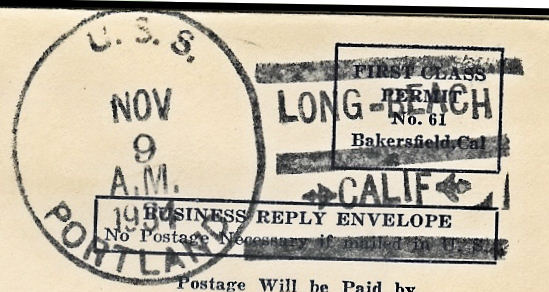 U. S. S.
NOV
9
A.M.
PORTLAND
LONG-BEACH
CALIF
FIRST CLASS
PERMIT
No. 61
Bakersfield, Cal
BUSINESS REPLY ENVELOPE
No Postage Necessary if mailed in U. S.
Postage Will be Paid by